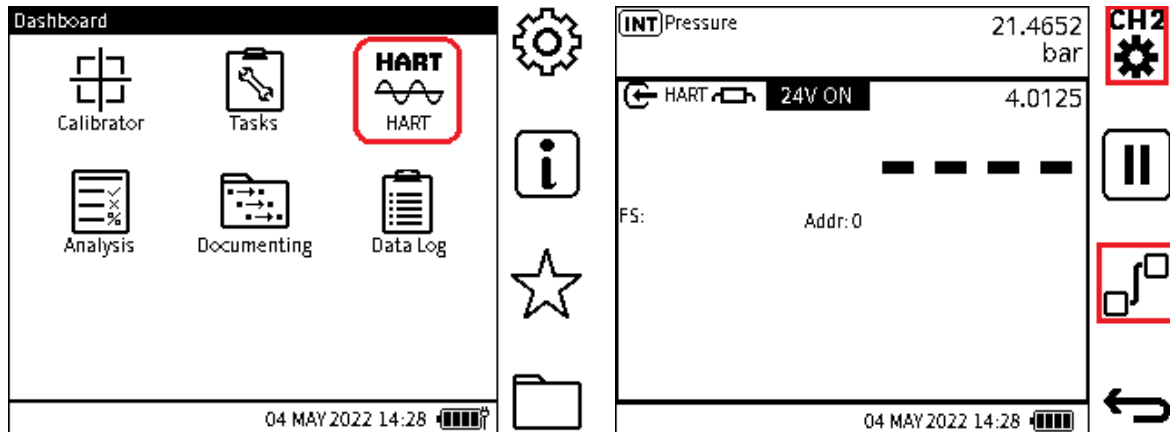 Dashboard
HART
Calibrator
Tasks
HART
%
Analysis
Documenting
Data Log
04 MAY 2022 14:28
INT Pressure
21.4652
bar
HART
24V ON
4.0125
– – – –
FS:
Addr: 0
04 MAY 2022 14:28
CH2